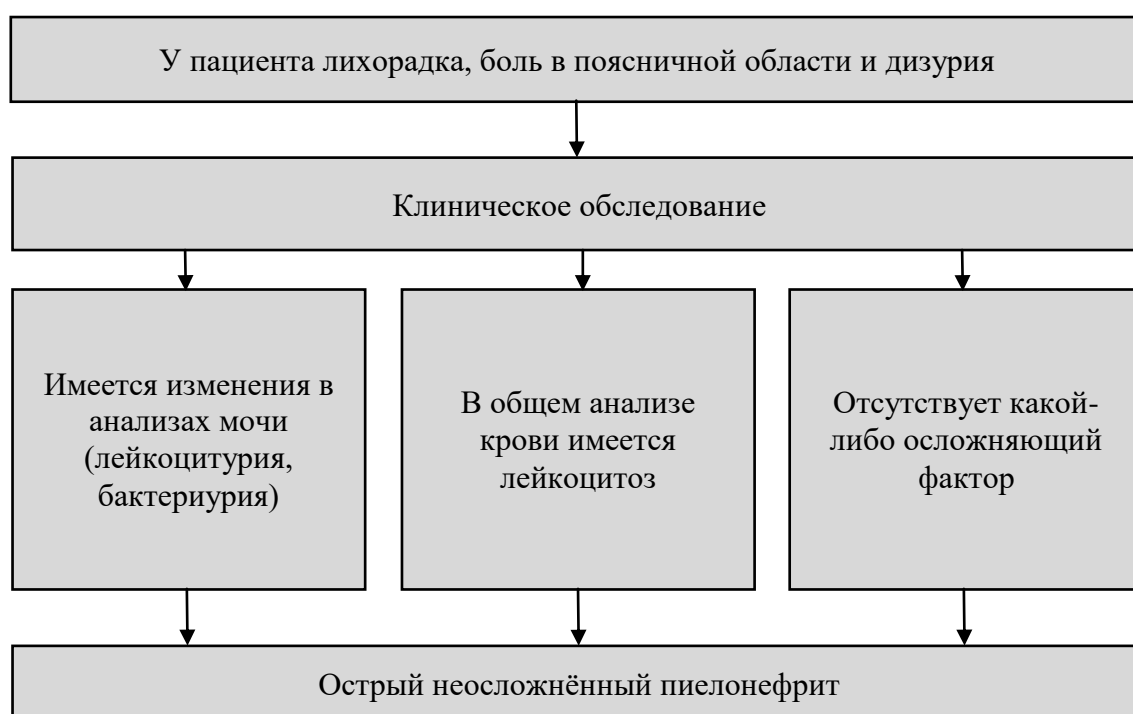 У пациента лихорадка, боль в поясничной области и дизурия
Клиническое обследование
Имеется изменения в
анализах мочи
(лейкоцитурия,
бактериурия)
В общем анализе
крови имеется
лейкоцитоз
Отсутствует какой-
либо осложняющий
фактор
Острый неосложнённый пиелонефрит